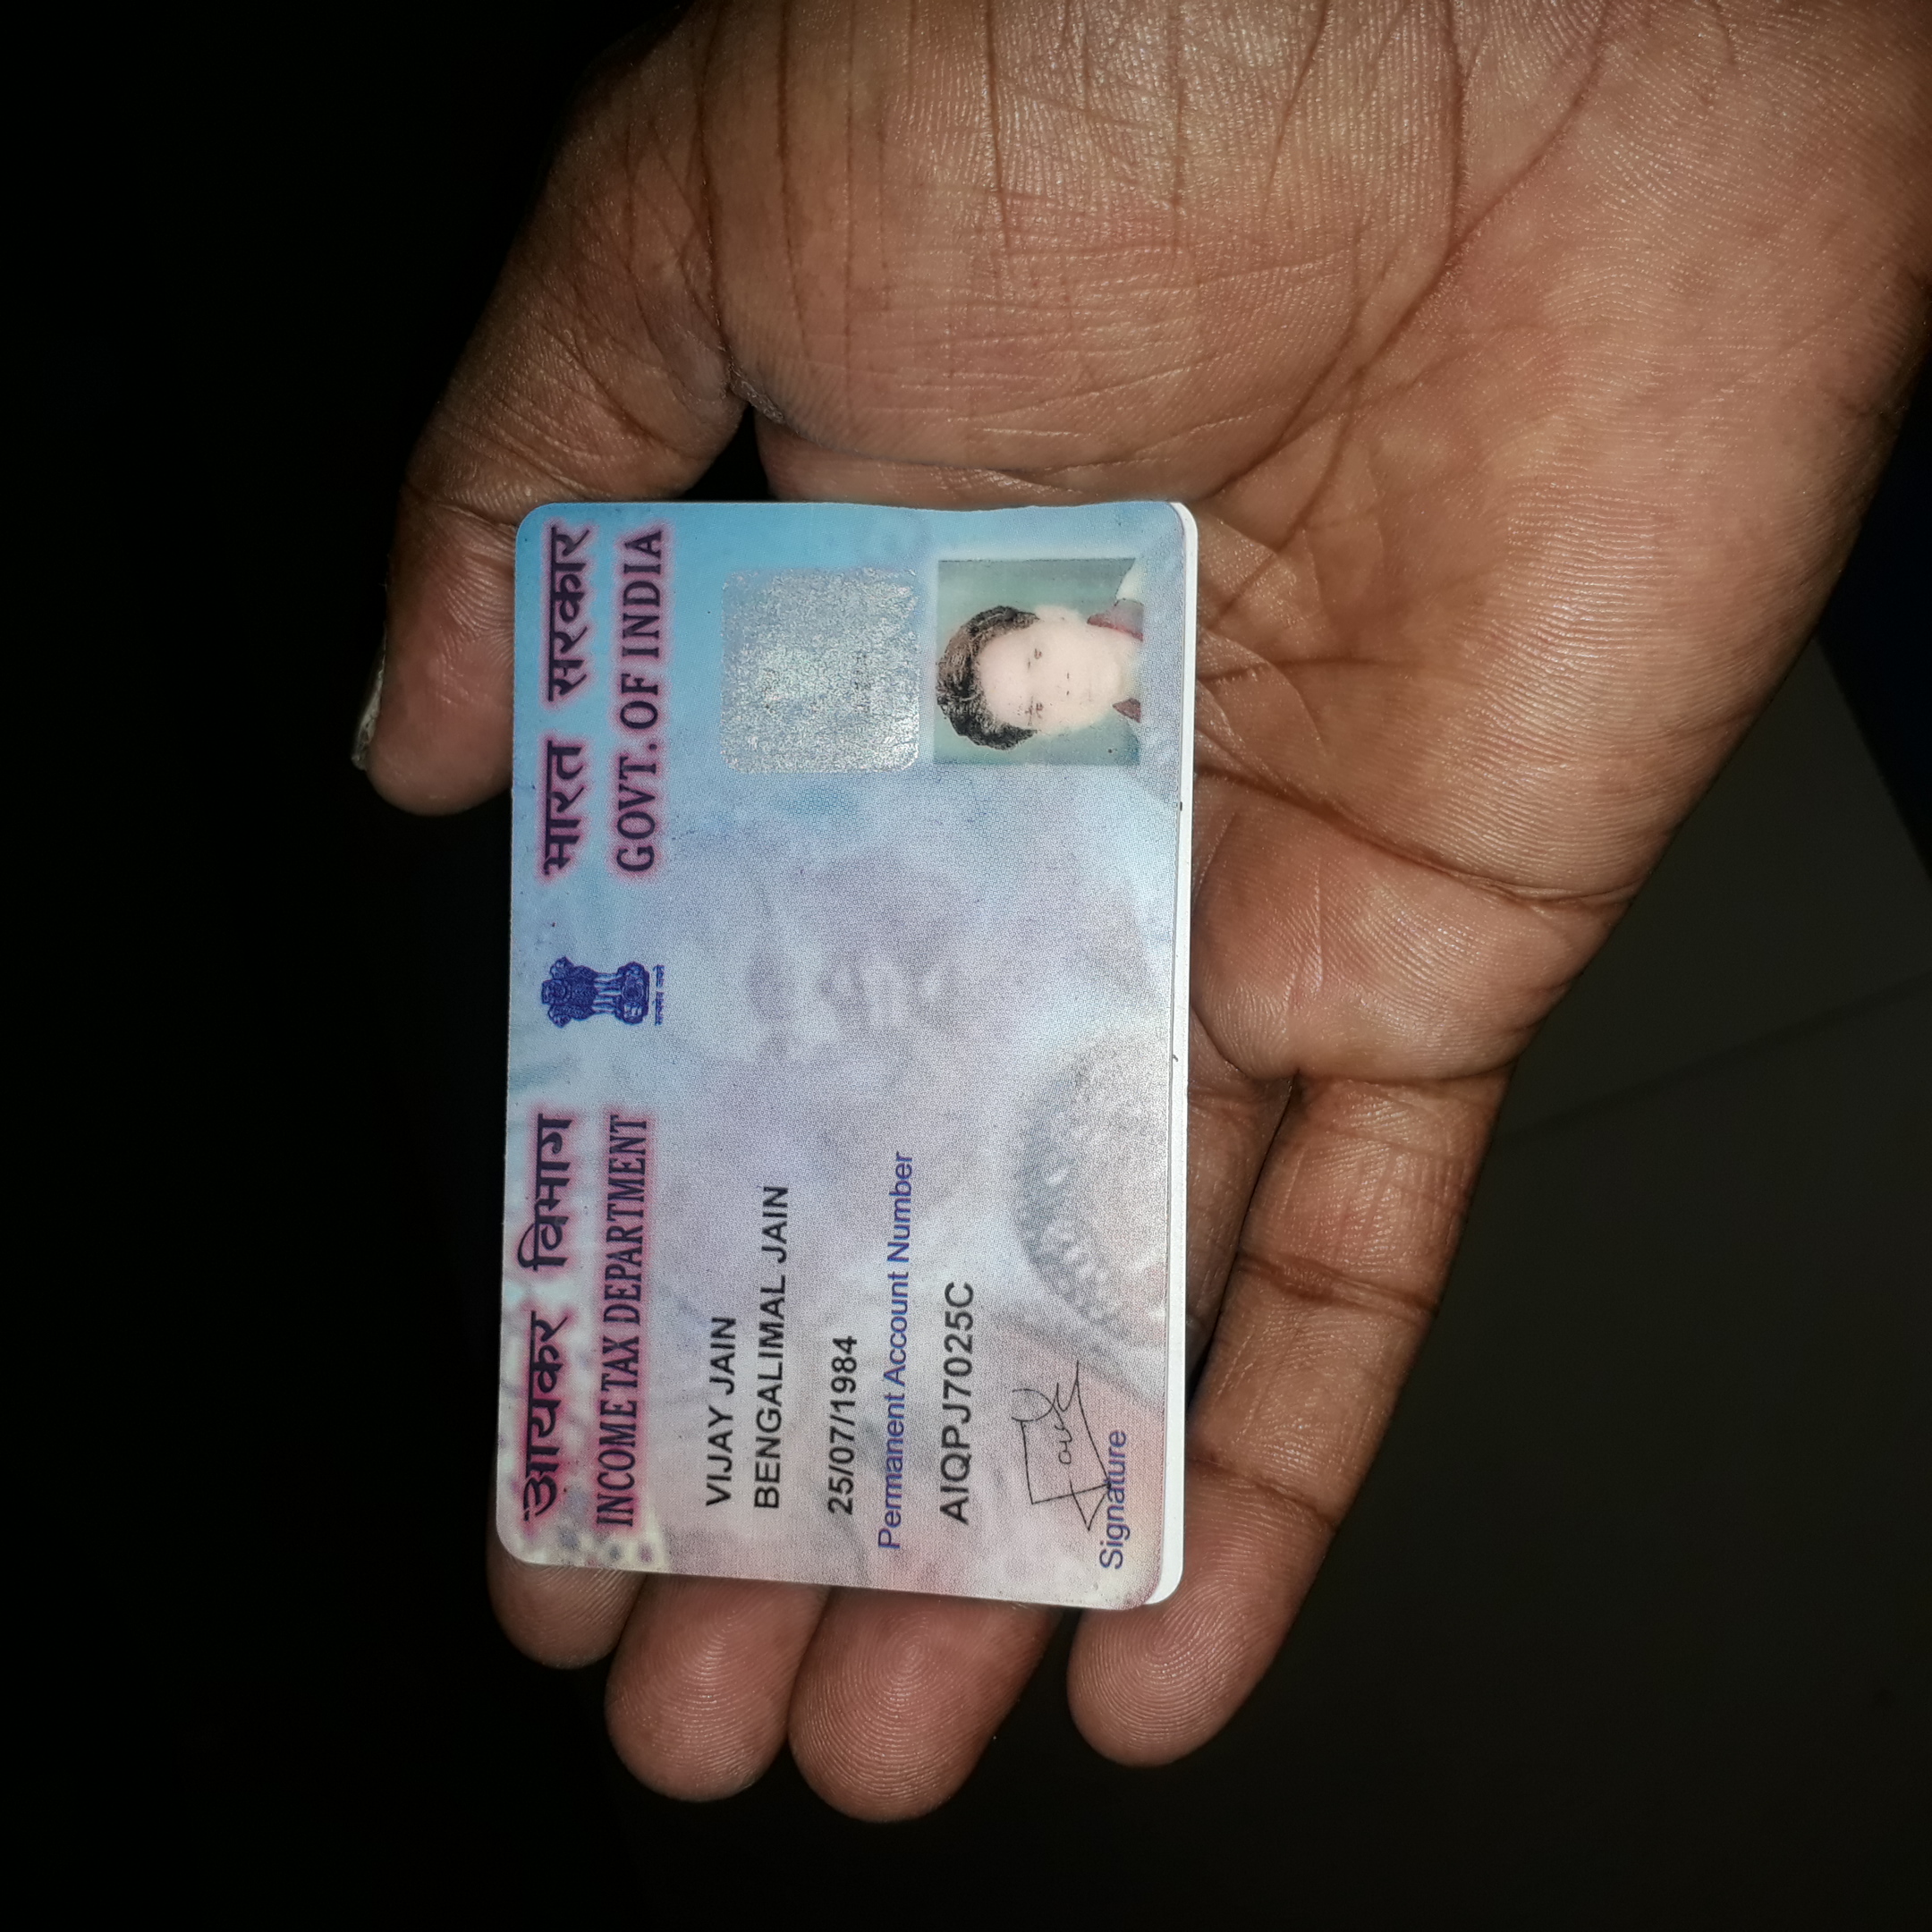 आयकर विभाग
INCOME TAX DEPARTMENT
सत्यमेव जयते
भारत सरकार
GOVT. OF INDIA
VIJAY JAIN
BENGALIMAL JAIN
25/07/1984
Permanent Account Number
AIQPJ7025C
Signature